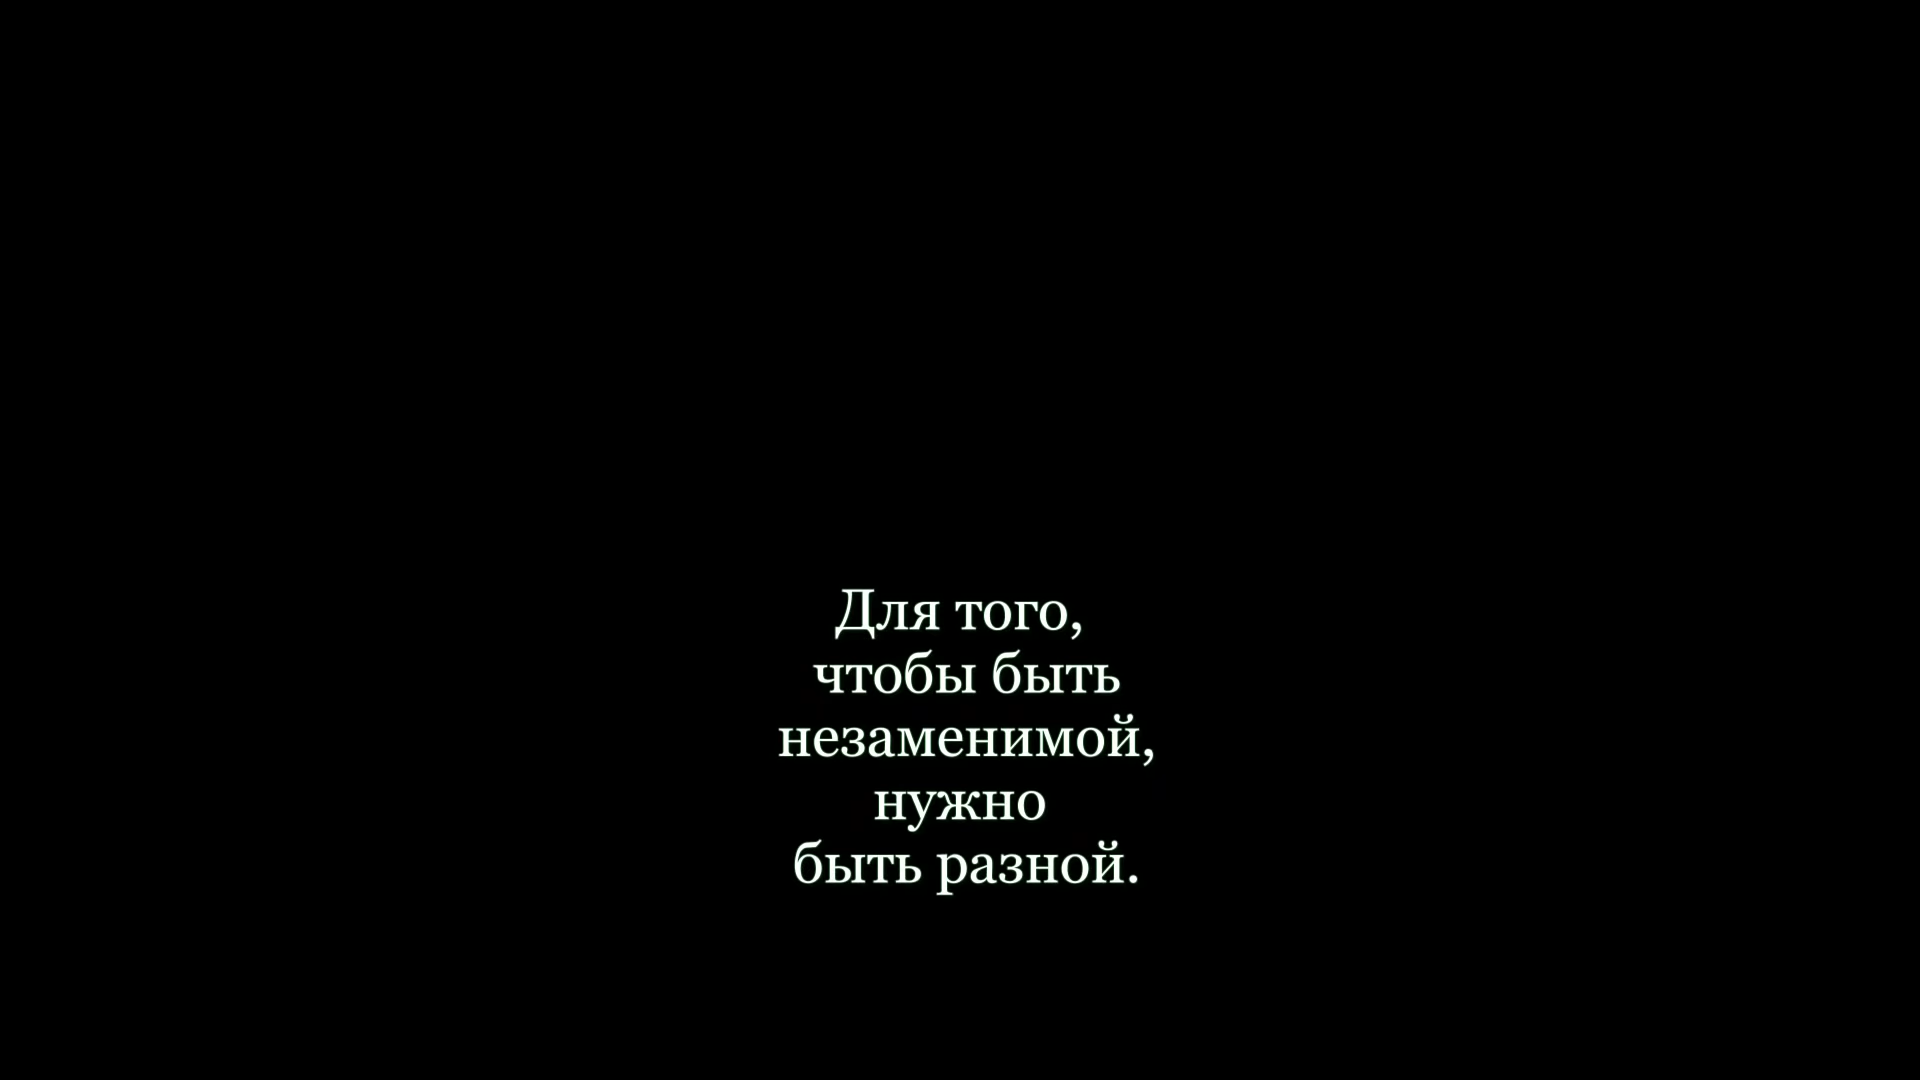 Для того,
чтобы быть
незаменимой,
нужно
быть разной.